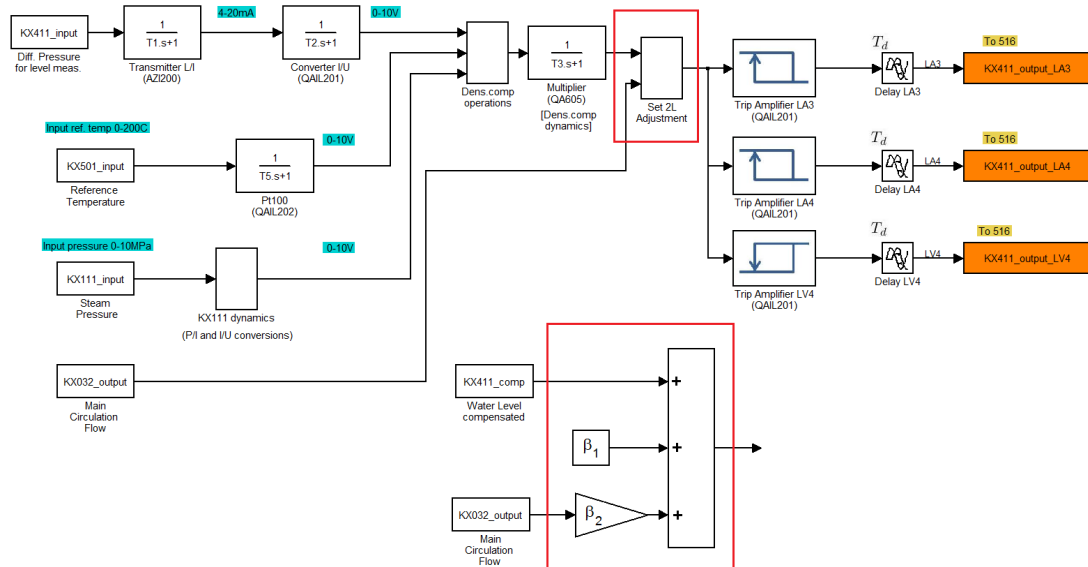 4-20mA
0-10V
KX411_input
Diff. Pressure
for level meas.
1
T1.s+1
Transmitter L/I
(AZI200)
1
T2.s+1
Converter I/U
(QAIL201)
Dens.comp
operations
1
T3.s+1
Multiplier
(QA605)
[Dens.comp
dynamics]
Set 2L
Adjustment
Trip Amplifier LA3
(QAIL201)
T_d
Delay LA3
LA3
To 516
KX411_output_LA3
Input ref. temp 0-200C
KX501_input
Reference
Temperature
1
T5.s+1
Pt100
(QAIL202)
0-10V
Trip Amplifier LA4
(QAIL201)
T_d
Delay LA4
LA4
To 516
KX411_output_LA4
Input pressure 0-10MPa
KX111_input
Steam
Pressure
KX111 dynamics
(P/I and I/U conversions)
0-10V
Trip Amplifier LV4
(QAIL201)
T_d
Delay LV4
LV4
To 516
KX411_output_LV4
KX032_output
Main
Circulation
Flow
KX411_comp
Water Level
compensated
+
β1
+
KX032_output
Main
Circulation
Flow
β2
+